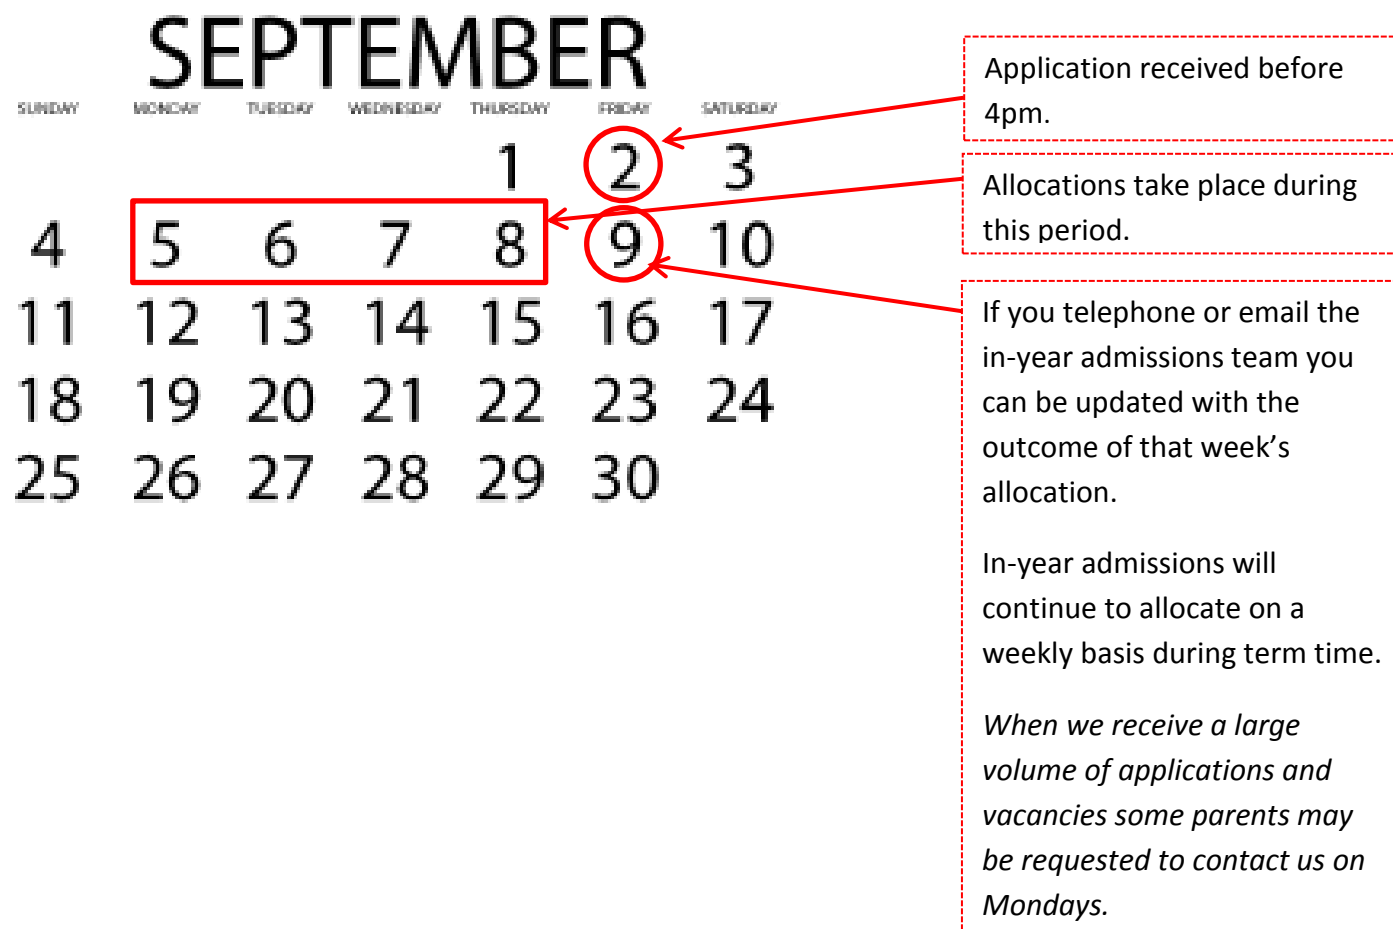 SEPTEMBER
SUNDAY MONDAY TUESDAY WEDNESDAY THURSDAY FRIDAY SATURDAY
1 2 3
4 5 6 7 8 9 10
11 12 13 14 15 16 17
18 19 20 21 22 23 24
25 26 27 28 29 30
Application received before
4pm.
Allocations take place during
this period.
If you telephone or email the
in-year admissions team you
can be updated with the
outcome of that week’s
allocation.
In-year admissions will
continue to allocate on a
weekly basis during term time.
When we receive a large
volume of applications and
vacancies some parents may
be requested to contact us on
Mondays.